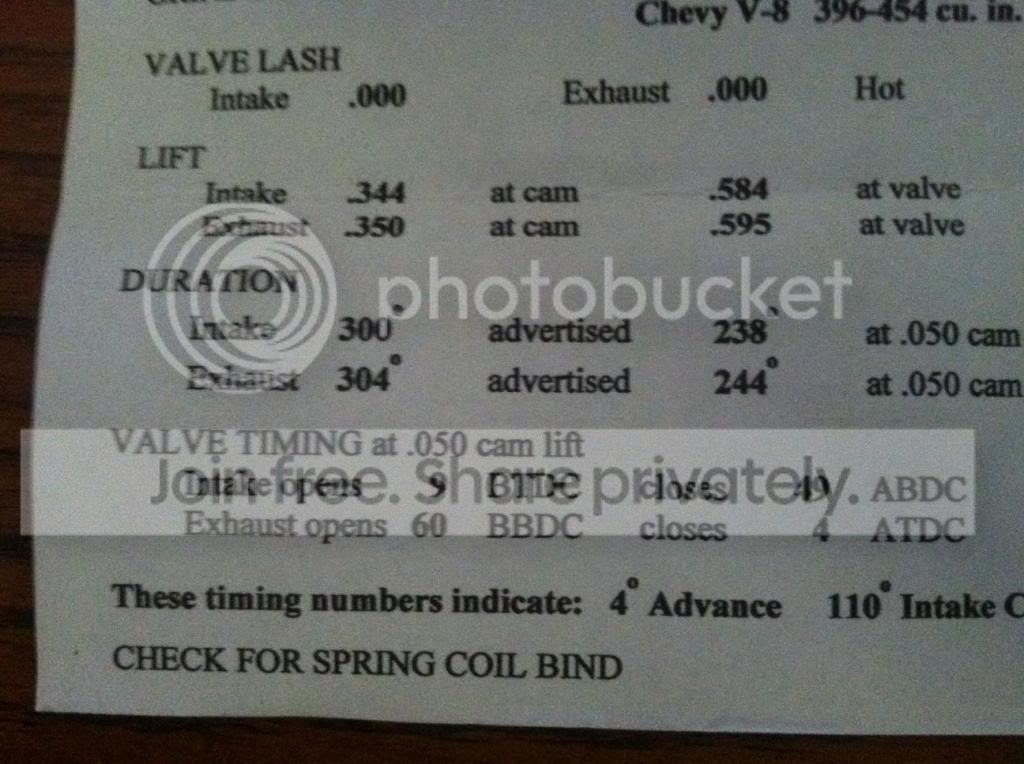 Chevy V-8 396-454 cu. in.
VALVE LASH
Intake .000 Exhaust .000 Hot
LIFT
Intake .344 at cam .584 at valve
Exhaust .350 at cam .595 at valve
DURATION
photobucket
Intake 300° advertised 238° at .050 cam
Exhaust 304° advertised 244° at .050 cam
VALVE TIMING at .050 cam lift
Join free. Share privately.
Intake opens 9 BTDC closes 49 ABDC
Exhaust opens 60 BBDC closes 4 ATDC
These timing numbers indicate: 4° Advance 110° Intake C
CHECK FOR SPRING COIL BIND